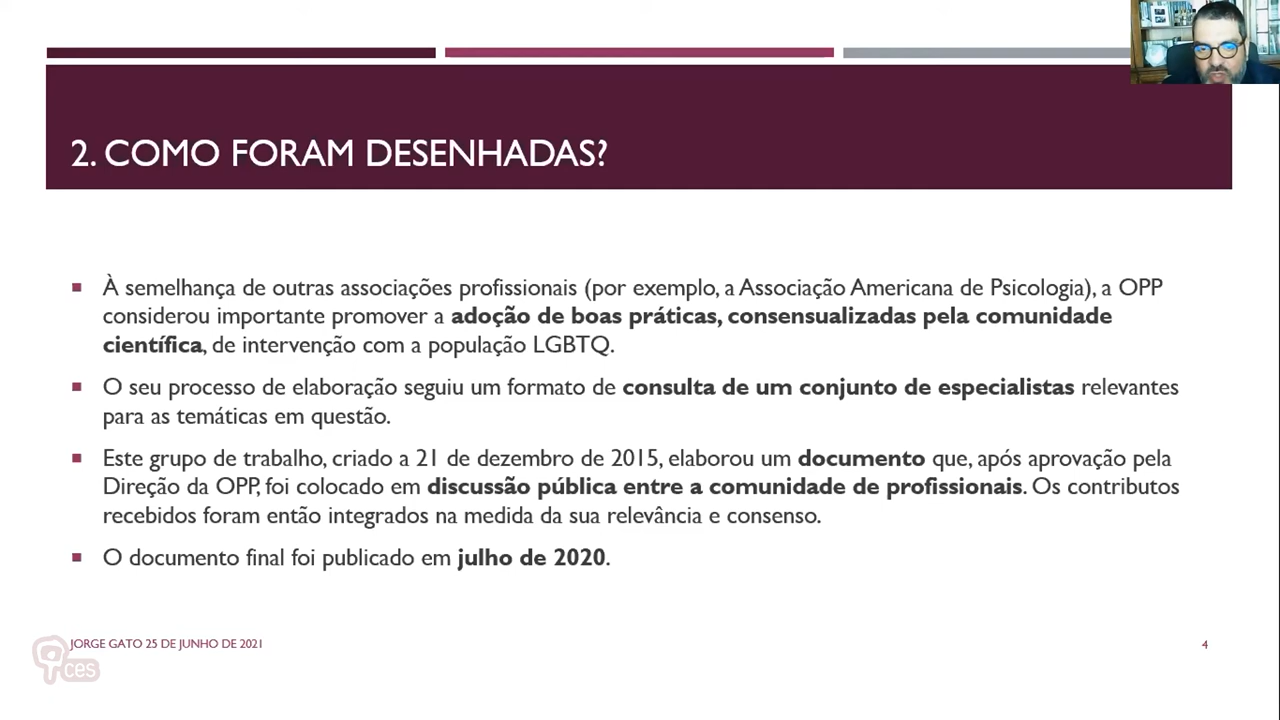 2. COMO FORAM DESENHADAS?
À semelhança de outras associações profissionais (por exemplo, a Associação Americana de Psicologia), a OPP
considerou importante promover a adoção de boas práticas, consensualizadas pela comunidade
científica, de intervenção com a população LGBTQ.
O seu processo de elaboração seguiu um formato de consulta de um conjunto de especialistas relevantes
para as temáticas em questão.
Este grupo de trabalho, criado a 21 de dezembro de 2015, elaborou um documento que, após aprovação pela
Direção da OPP, foi colocado em discussão pública entre a comunidade de profissionais. Os contributos
recebidos foram então integrados na medida da sua relevância e consenso.
O documento final foi publicado em julho de 2020.
JORGE GATO 25 DE JUNHO DE 2021
4
ces